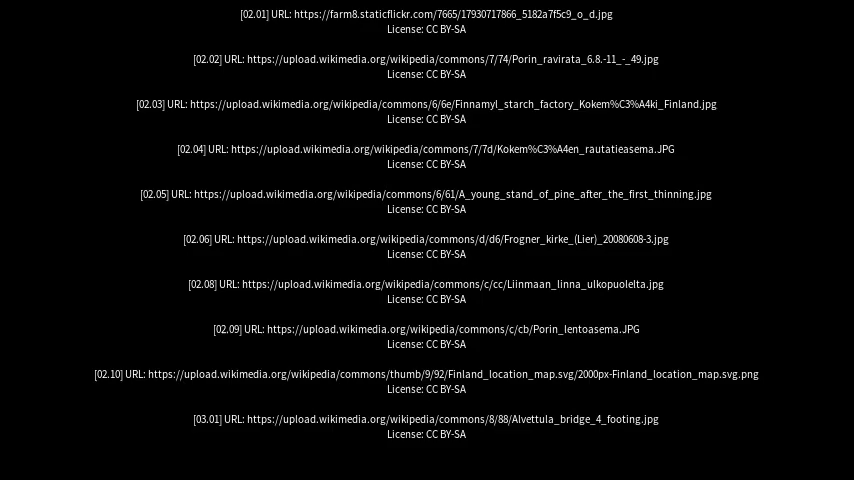 [02.01] URL: https://farm8.staticflickr.com/7665/17930717866_5182a7f5c9_o_d.jpg
License: CC BY-SA
[02.02] URL: https://upload.wikimedia.org/wikipedia/commons/7/74/Porin_ravirata_6.8.-11_-_49.jpg
License: CC BY-SA
[02.03] URL: https://upload.wikimedia.org/wikipedia/commons/6/6e/Finnamyl_starch_factory_Kokem%C3%A4ki_Finland.jpg
License: CC BY-SA
[02.04] URL: https://upload.wikimedia.org/wikipedia/commons/7/7d/Kokem%C3%A4en_rautatieasema.JPG
License: CC BY-SA
[02.05] URL: https://upload.wikimedia.org/wikipedia/commons/6/61/A_young_stand_of_pine_after_the_first_thinning.jpg
License: CC BY-SA
[02.06] URL: https://upload.wikimedia.org/wikipedia/commons/d/d6/Frogner_kirke_(Lier)_20080608-3.jpg
License: CC BY-SA
[02.08] URL: https://upload.wikimedia.org/wikipedia/commons/c/cc/Liinmaan_linna_ulkopuolelta.jpg
License: CC BY-SA
[02.09] URL: https://upload.wikimedia.org/wikipedia/commons/c/cb/Porin_lentoasema.JPG
License: CC BY-SA
[02.10] URL: https://upload.wikimedia.org/wikipedia/commons/thumb/9/92/Finland_location_map.svg/2000px-Finland_location_map.svg.png
License: CC BY-SA
[03.01] URL: https://upload.wikimedia.org/wikipedia/commons/8/88/Alvettula_bridge_4_footing.jpg
License: CC BY-SA